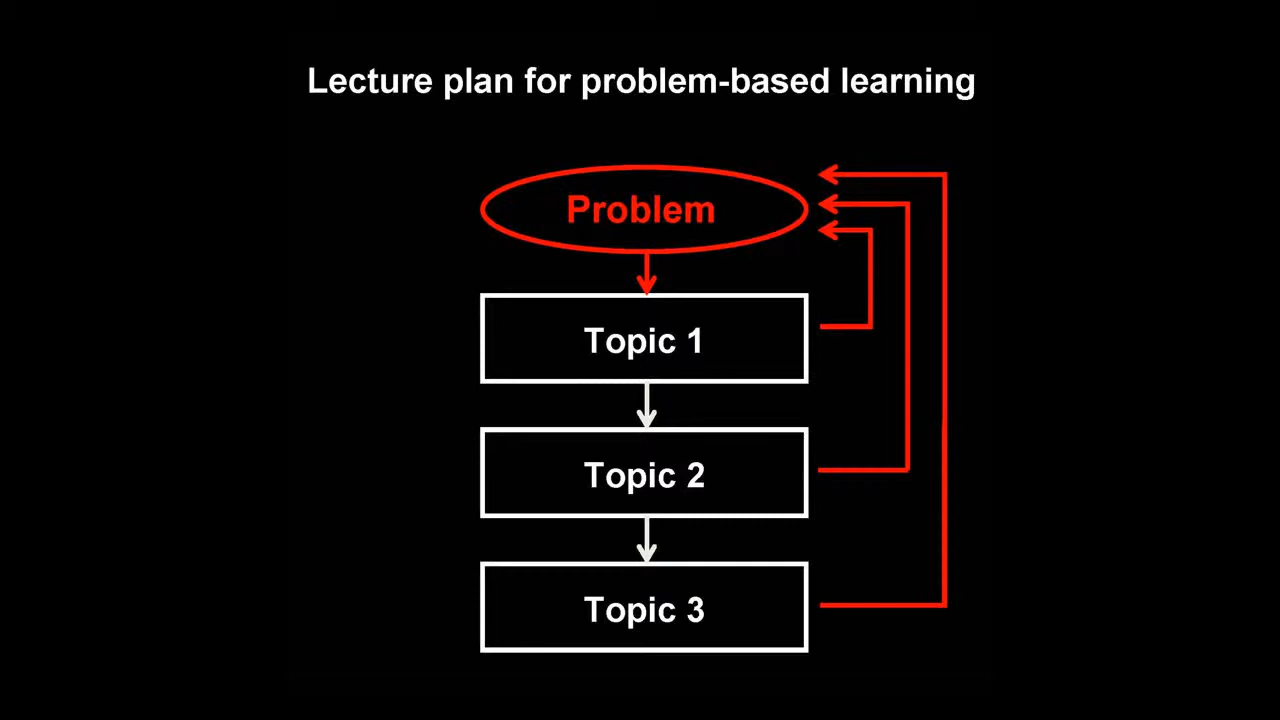 Lecture plan for problem-based learning
Problem
Topic 1
Topic 2
Topic 3